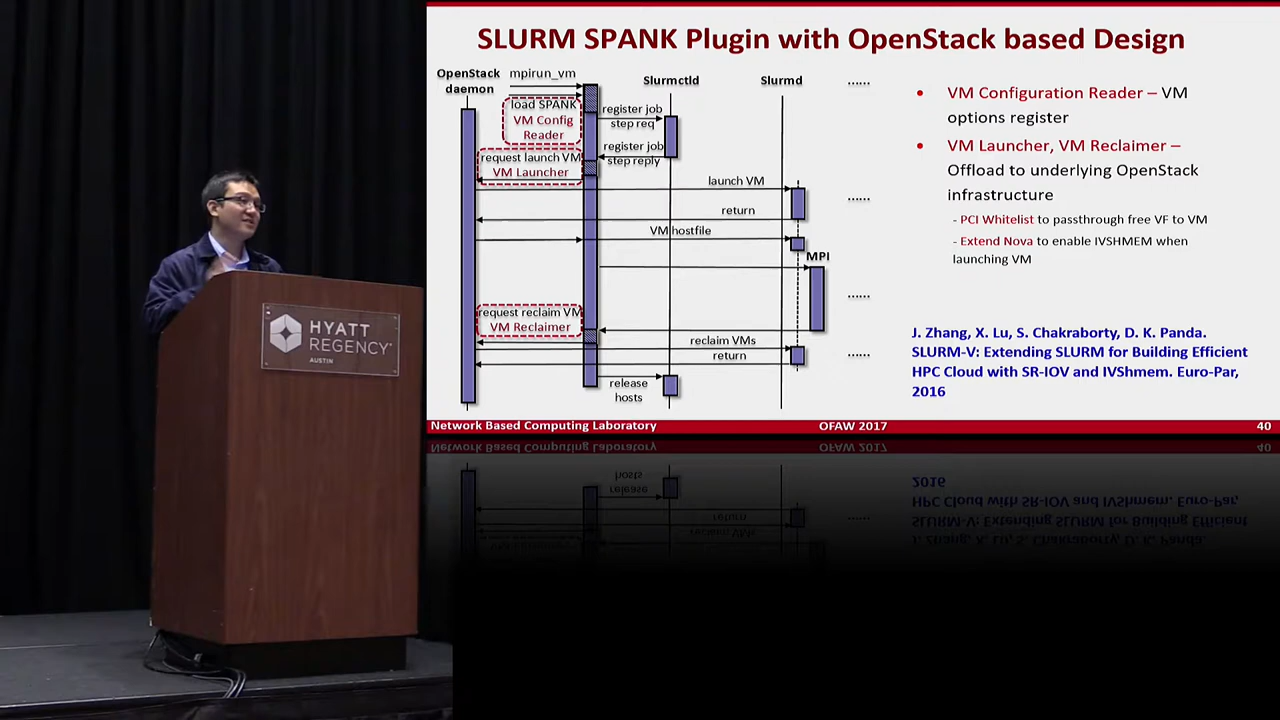 SLURM SPANK Plugin with OpenStack based Design
OpenStack
daemon
mpirun_vm
Slurmctld
Slurmd
......
load SPANK
VM Config
Reader
register job
step req
register job
step reply
request launch VM
VM Launcher
launch VM
......
return
VM hostfile
MPI
......
request reclaim VM
VM Reclaimer
reclaim VMs
return
......
release
hosts
• VM Configuration Reader – VM
options register
• VM Launcher, VM Reclaimer –
Offload to underlying OpenStack
infrastructure
- PCI Whitelist to passthrough free VF to VM
- Extend Nova to enable IVSHMEM when
launching VM
J. Zhang, X. Lu, S. Chakraborty, D. K. Panda.
SLURM-V: Extending SLURM for Building Efficient
HPC Cloud with SR-IOV and IVShmem. Euro-Par,
2016
Network Based Computing Laboratory
OFAW 2017
40
HYATT
REGENCY
AUSTIN